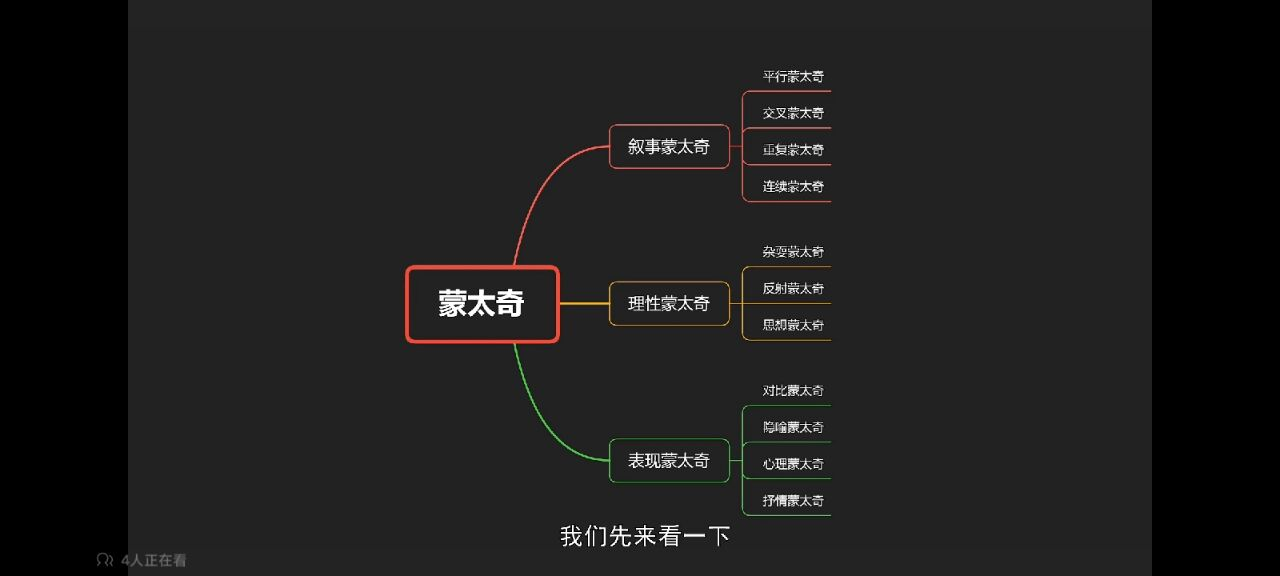 平行蒙太奇
交叉蒙太奇
叙事蒙太奇
重复蒙太奇
连续蒙太奇
杂耍蒙太奇
反射蒙太奇
蒙太奇
理性蒙太奇
思想蒙太奇
对比蒙太奇
隐喻蒙太奇
表现蒙太奇
心理蒙太奇
抒情蒙太奇
我们先来看一下
4人正在看